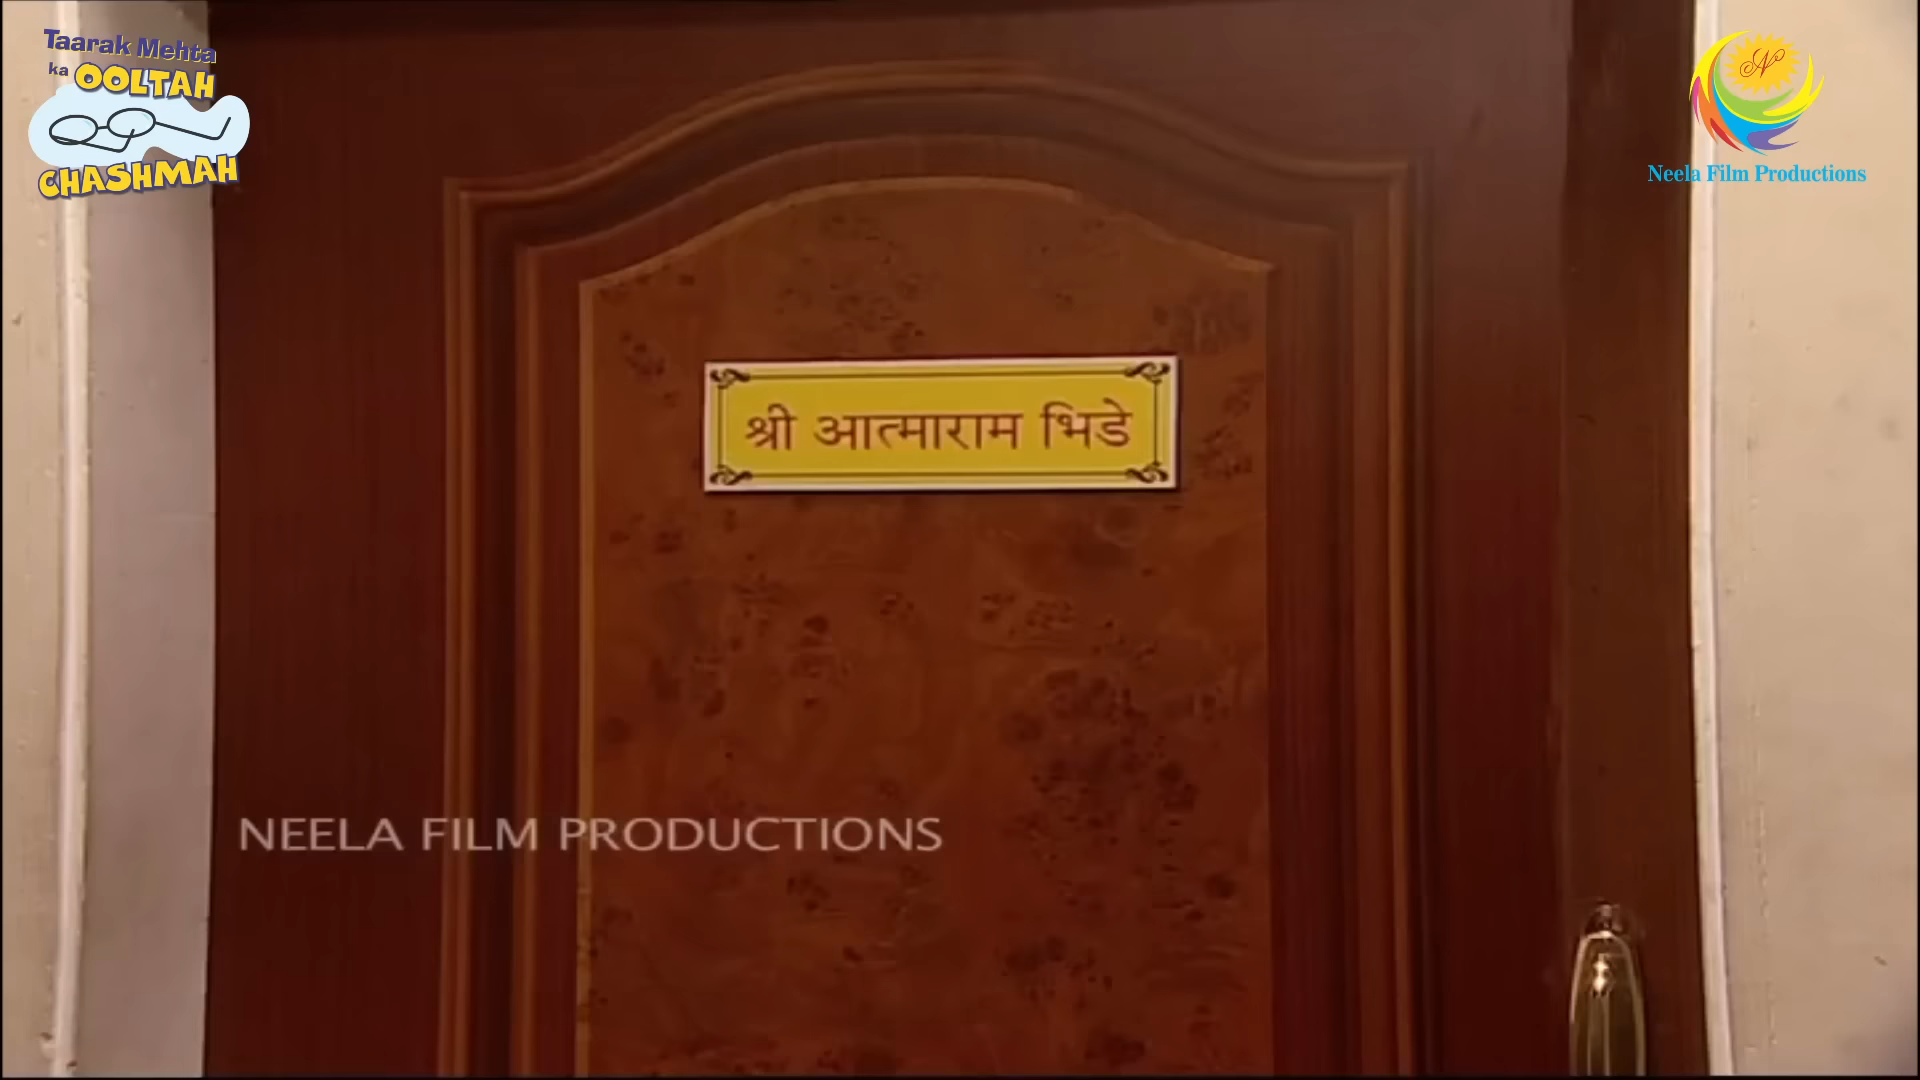 Taarak Mehta
ka OOLTAH
CHASHMAH
Neela Film Productions
श्री आत्माराम भिडे
NEELA FILM PRODUCTIONS